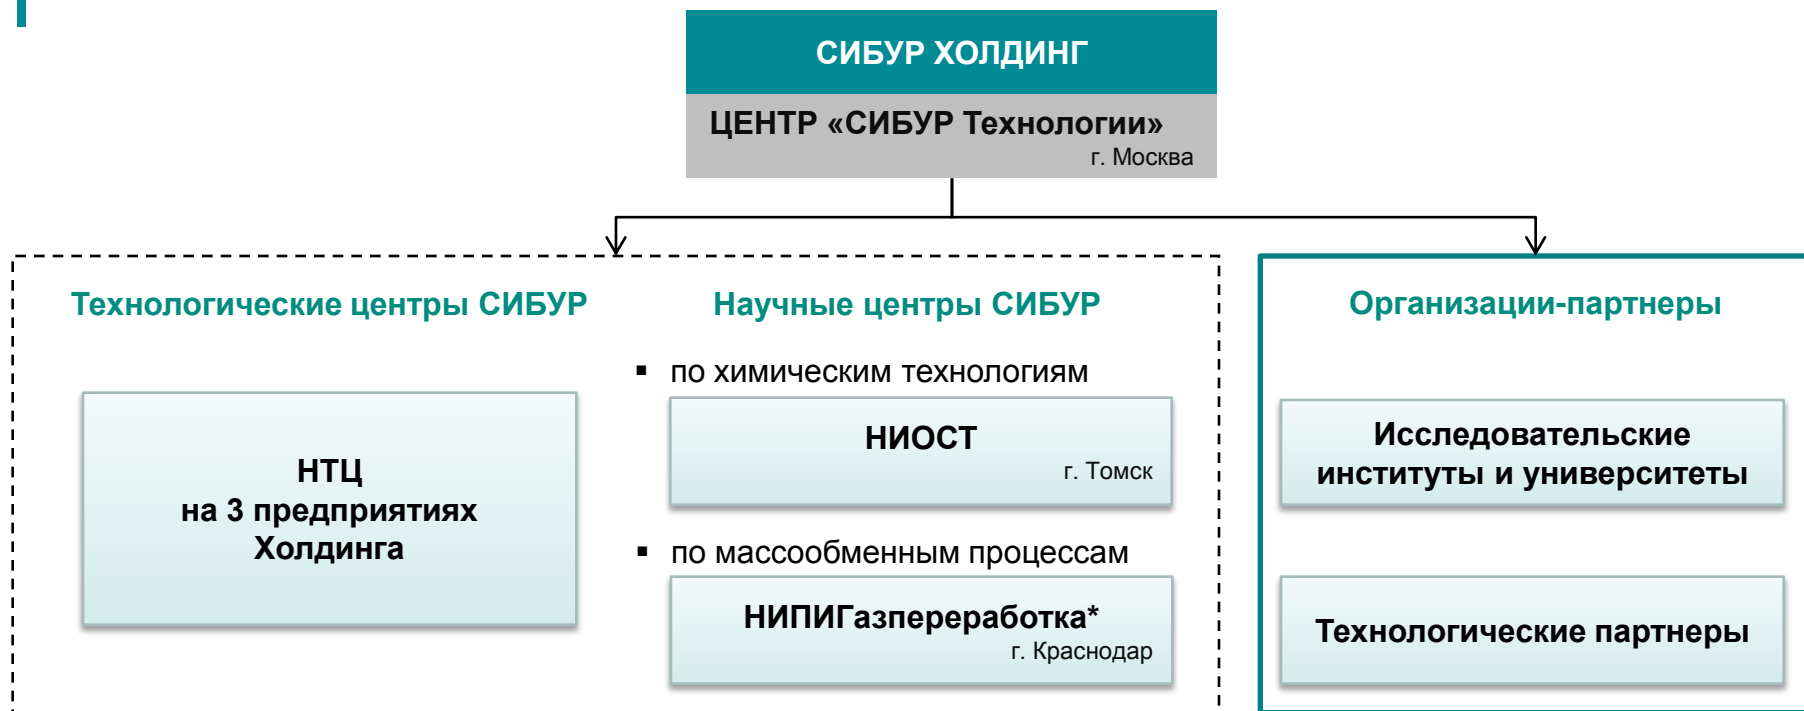 СИБУР ХОЛДИНГ
ЦЕНТР «СИБУР Технологии»
г. Москва
Технологические центры СИБУР
НТЦ
на 3 предприятиях
Холдинга
Научные центры СИБУР
▪ по химическим технологиям
НИОСТ
г. Томск
▪ по массообменным процессам
НИПИГазпереработка*
г. Краснодар
Организации-партнеры
Исследовательские
институты и университеты
Технологические партнеры